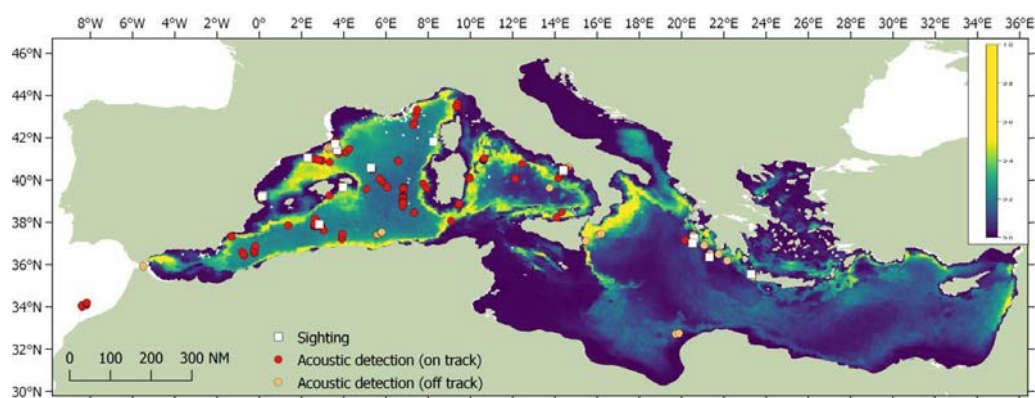 8°W 6°W 4°W 2°W 0° 2°E 4°E 6°E 8°E 10°E 12°E 14°E 16°E 18°E 20°E 22°E 24°E 26°E 28°E 30°E 32°E 34°E 36°E
46°N
44°N
42°N
40°N
38°N
36°N
34°N
32°N
30°N
Sighting
Acoustic detection (on track)
Acoustic detection (off track)
0 100 200 300 NM